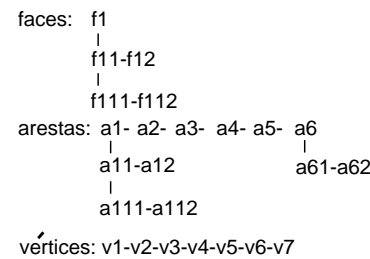 faces: f1
f11-f12
f111-f112
arestas: a1- a2- a3- a4- a5- a6
a11-a12 a61-a62
a111-a112
vértices: v1-v2-v3-v4-v5-v6-v7